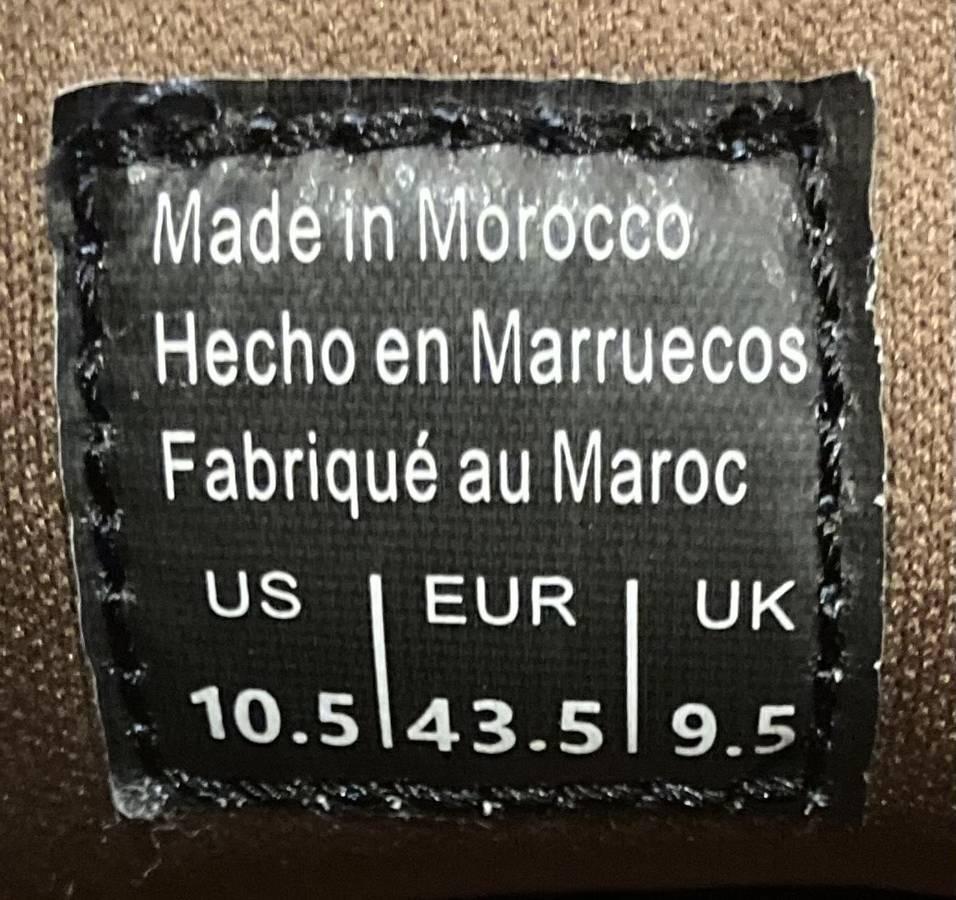 Made in Morocco
Hecho en Marruecos
Fabriqué au Maroc
US | EUR | UK
10.5 | 43.5 | 9.5